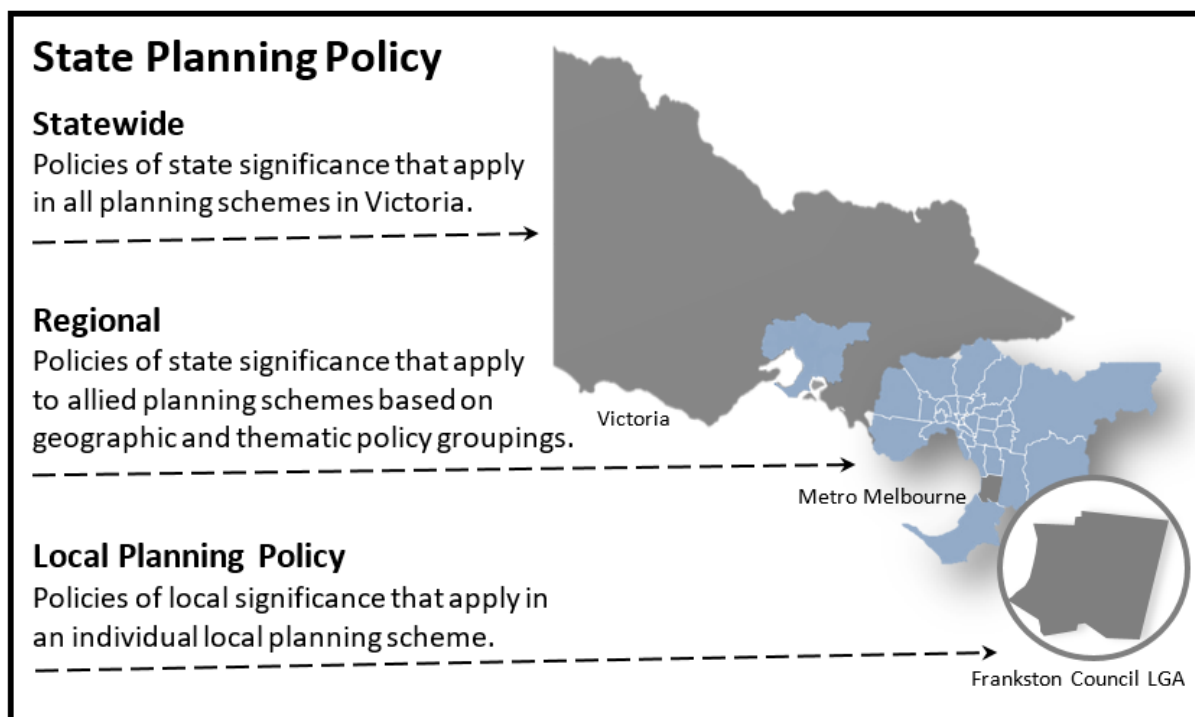 State Planning Policy
Statewide
Policies of state significance that apply
in all planning schemes in Victoria.
Regional
Policies of state significance that apply
to allied planning schemes based on
geographic and thematic policy groupings.
Victoria
Metro Melbourne
Local Planning Policy
Policies of local significance that apply in
an individual local planning scheme.
Frankston Council LGA